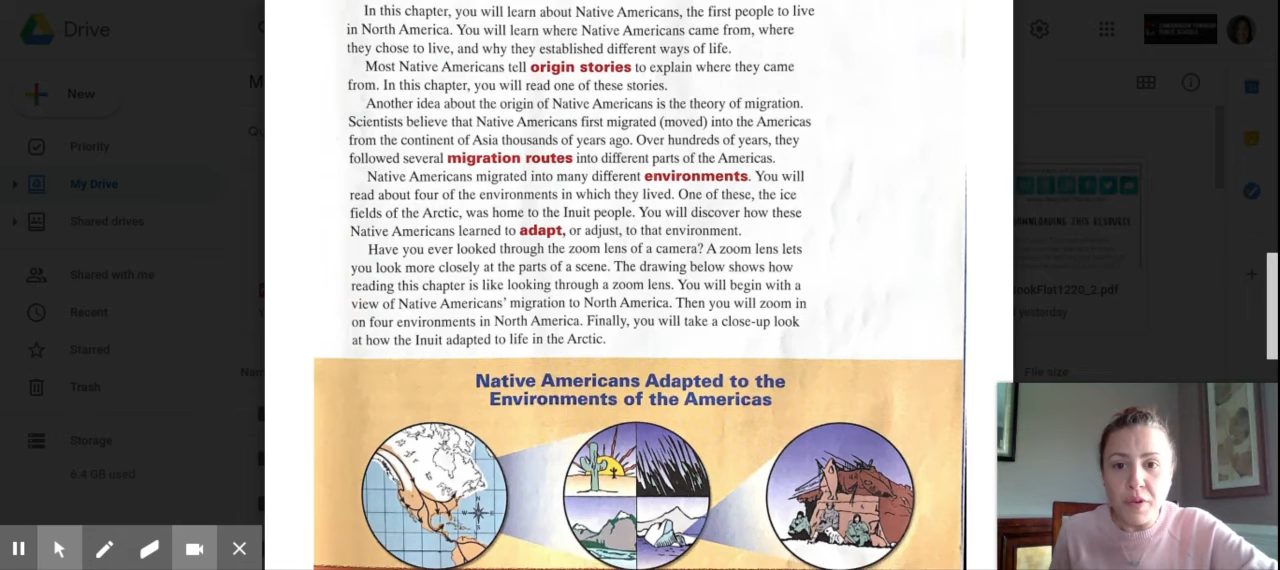 In this chapter, you will learn about Native Americans, the first people to live
in North America. You will learn where Native Americans came from, where
they chose to live, and why they established different ways of life.
Most Native Americans tell origin stories to explain where they came
from. In this chapter, you will read one of these stories.
Another idea about the origin of Native Americans is the theory of migration.
Scientists believe that Native Americans first migrated (moved) into the Americas
from the continent of Asia thousands of years ago. Over hundreds of years, they
followed several migration routes into different parts of the Americas.
Native Americans migrated into many different environments. You will
read about four of the environments in which they lived. One of these, the ice
fields of the Arctic, was home to the Inuit people. You will discover how these
Native Americans learned to adapt, or adjust, to that environment.
Have you ever looked through the zoom lens of a camera? A zoom lens lets
you look more closely at the parts of a scene. The drawing below shows how
reading this chapter is like looking through a zoom lens. You will begin with a
view of Native Americans' migration to North America. Then you will zoom in
on four environments in North America. Finally, you will take a close-up look
at how the Inuit adapted to life in the Arctic.
Native Americans Adapted to the
Environments of the Americas
N
W
E
S
Drive
New
Priority
My Drive
Shared drives
Shared with me
Recent
Starred
Trash
Storage
6.4 GB used
M
Qu
Nam
DOWNLOADING THIS RESOURCE
ookFlat1220_2.pdf
yesterday
File size